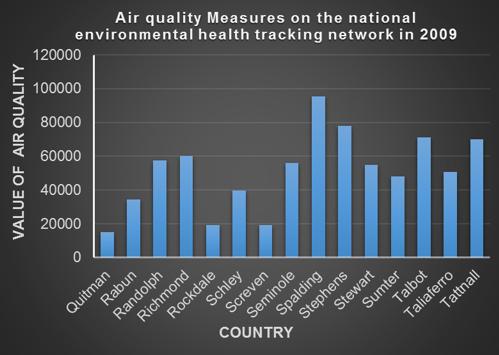 Air quality Measures on the national
environmental health tracking network in 2009
VALUE OF AIR QUALITY
120000
100000
80000
60000
40000
20000
0
Quitman
Rabun
Randolph
Richmond
Rockdale
Schley
Screven
Seminole
Spalding
Stephens
Stewart
Sumter
Talbot
Taliaferro
Tattnall
COUNTRY